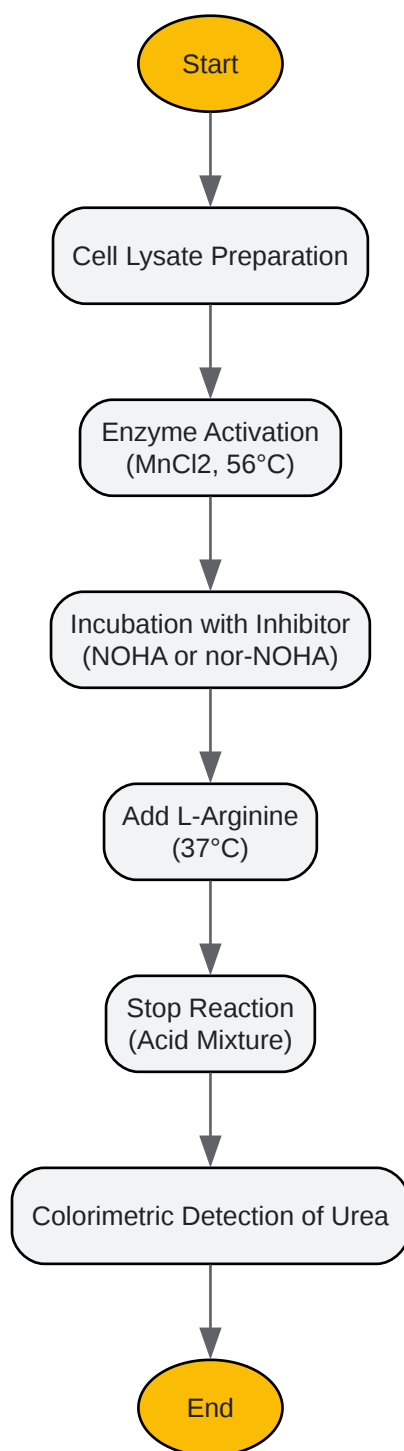 Start
Cell Lysate Preparation
Enzyme Activation
(MnCl2, 56°C)
Incubation with Inhibitor
(NOHA or nor-NOHA)
Add L-Arginine
(37°C)
Stop Reaction
(Acid Mixture)
Colorimetric Detection of Urea
End